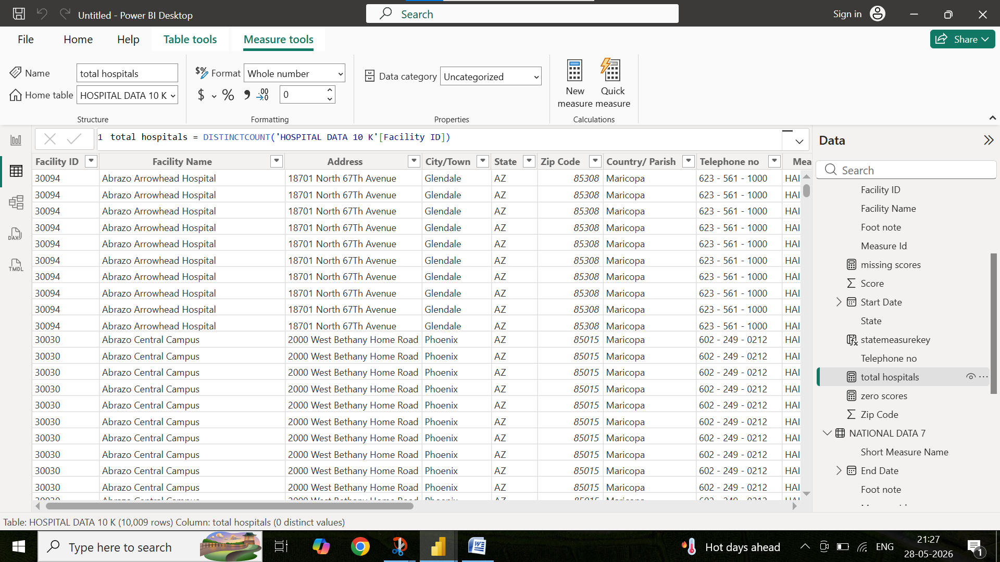 Untitled - Power BI Desktop
Search
Sign in
File
Home
Help
Table tools
Measure tools
Share
Name
total hospitals
Home table
HOSPITAL DATA 10 K
Structure
$% Format
Whole number
$
%
.00
0
Formatting
Data category
Uncategorized
Properties
New measure
Quick measure
Calculations
1 total hospitals = DISTINCTCOUNT('HOSPITAL DATA 10 K'[Facility ID])
Facility ID Facility Name Address City/Town State Zip Code Country/ Parish Telephone no Mea
30094 Abrazo Arrowhead Hospital 18701 North 67Th Avenue Glendale AZ 85308 Maricopa 623 - 561 - 1000 HAI
30094 Abrazo Arrowhead Hospital 18701 North 67Th Avenue Glendale AZ 85308 Maricopa 623 - 561 - 1000 HAI
30094 Abrazo Arrowhead Hospital 18701 North 67Th Avenue Glendale AZ 85308 Maricopa 623 - 561 - 1000 HAI
30094 Abrazo Arrowhead Hospital 18701 North 67Th Avenue Glendale AZ 85308 Maricopa 623 - 561 - 1000 HAI
30094 Abrazo Arrowhead Hospital 18701 North 67Th Avenue Glendale AZ 85308 Maricopa 623 - 561 - 1000 HAI
30094 Abrazo Arrowhead Hospital 18701 North 67Th Avenue Glendale AZ 85308 Maricopa 623 - 561 - 1000 HAI
30094 Abrazo Arrowhead Hospital 18701 North 67Th Avenue Glendale AZ 85308 Maricopa 623 - 561 - 1000 HAI
30094 Abrazo Arrowhead Hospital 18701 North 67Th Avenue Glendale AZ 85308 Maricopa 623 - 561 - 1000 HAI
30094 Abrazo Arrowhead Hospital 18701 North 67Th Avenue Glendale AZ 85308 Maricopa 623 - 561 - 1000 HAI
30094 Abrazo Arrowhead Hospital 18701 North 67Th Avenue Glendale AZ 85308 Maricopa 623 - 561 - 1000 HAI
30030 Abrazo Central Campus 2000 West Bethany Home Road Phoenix AZ 85015 Maricopa 602 - 249 - 0212 HAI
30030 Abrazo Central Campus 2000 West Bethany Home Road Phoenix AZ 85015 Maricopa 602 - 249 - 0212 HAI
30030 Abrazo Central Campus 2000 West Bethany Home Road Phoenix AZ 85015 Maricopa 602 - 249 - 0212 HAI
30030 Abrazo Central Campus 2000 West Bethany Home Road Phoenix AZ 85015 Maricopa 602 - 249 - 0212 HAI
30030 Abrazo Central Campus 2000 West Bethany Home Road Phoenix AZ 85015 Maricopa 602 - 249 - 0212 HAI
30030 Abrazo Central Campus 2000 West Bethany Home Road Phoenix AZ 85015 Maricopa 602 - 249 - 0212 HAI
30030 Abrazo Central Campus 2000 West Bethany Home Road Phoenix AZ 85015 Maricopa 602 - 249 - 0212 HAI
30030 Abrazo Central Campus 2000 West Bethany Home Road Phoenix AZ 85015 Maricopa 602 - 249 - 0212 HAI
30030 Abrazo Central Campus 2000 West Bethany Home Road Phoenix AZ 85015 Maricopa 602 - 249 - 0212 HAI
30030 Abrazo Central Campus 2000 West Bethany Home Road Phoenix AZ 85015 Maricopa 602 - 249 - 0212 HAI
DAX
TMDL
Data
Search
Facility ID
Facility Name
Foot note
Measure Id
missing scores
Score
Start Date
State
statemeasurekey
Telephone no
total hospitals
zero scores
Zip Code
NATIONAL DATA 7
Short Measure Name
End Date
Foot note
Table: HOSPITAL DATA 10 K (10,009 rows) Column: total hospitals (0 distinct values)
Type here to search
Hot days ahead
ENG
21:27
28-05-2026
1